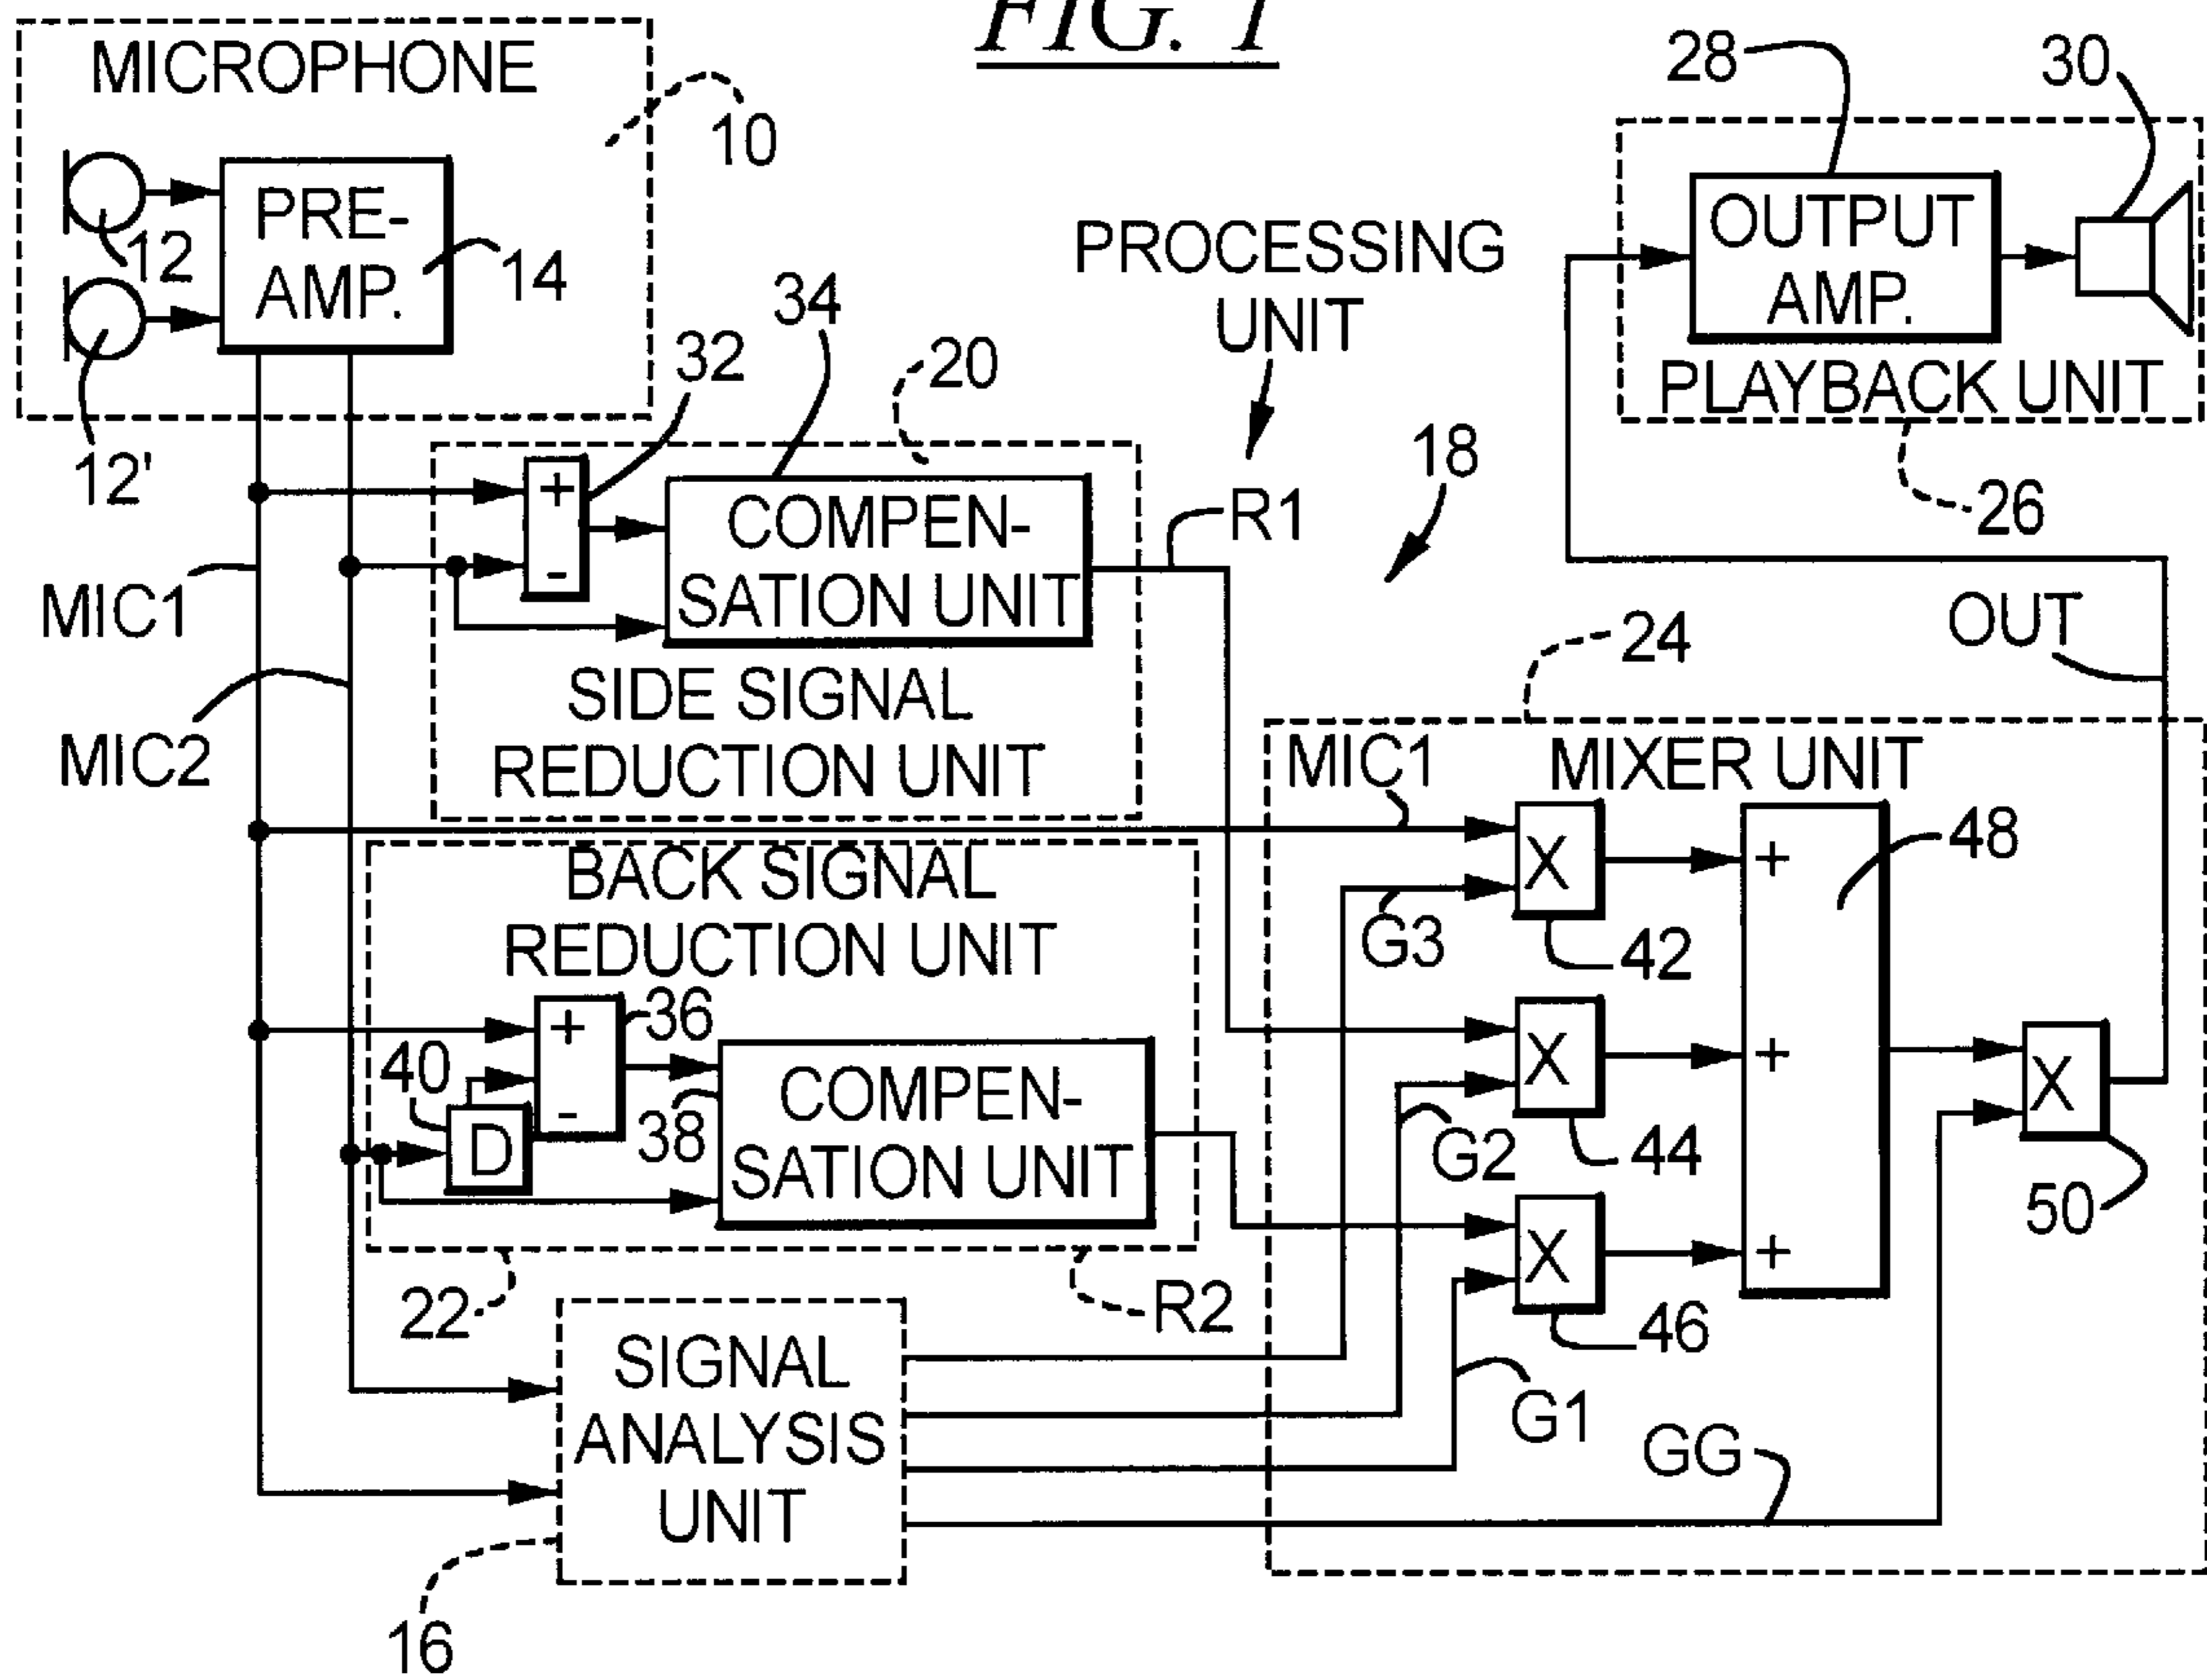 FIG. 1
MICROPHONE
10
12
12'
PRE-
AMP.
14
28
30
OUTPUT
AMP.
PLAYBACK UNIT
26
PROCESSING
UNIT
18
32
34
20
+
-
COMPEN-
SATION UNIT
SIDE SIGNAL
REDUCTION UNIT
R1
MIC1
MIC2
OUT
24
MIC1
MIXER UNIT
X
G3
42
+
48
BACK SIGNAL
REDUCTION UNIT
+
-
36
40
D
38
COMPEN-
SATION UNIT
22
R2
X
G2
44
+
X
50
X
46
+
G1
GG
SIGNAL
ANALYSIS
UNIT
16